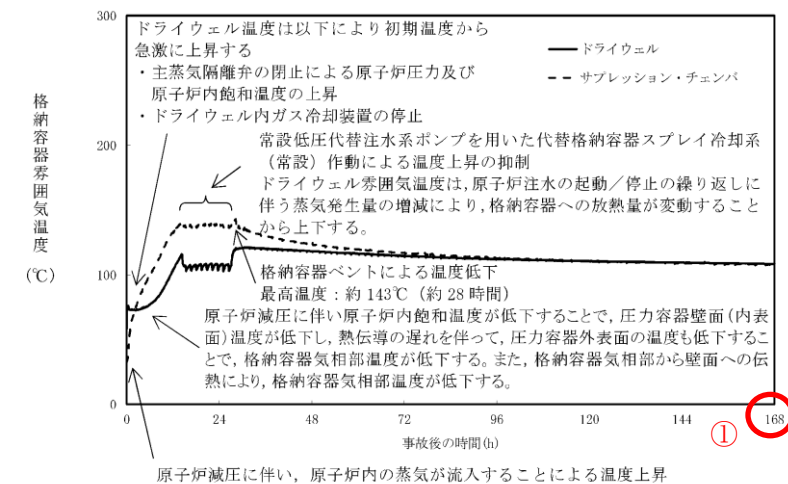 300
200
100
0
格納容器雰囲気温度
(℃)
ドライウェル温度は以下により初期温度から
急激に上昇する
・主蒸気隔離弁の閉止による原子炉圧力及び
原子炉内飽和温度の上昇
・ドライウェル内ガス冷却装置の停止
ドライウェル
サプレッション・チェンバ
常設低圧代替注水系ポンプを用いた代替格納容器スプレイ冷却系
（常設）作動による温度上昇の抑制
ドライウェル雰囲気温度は,原子炉注水の起動／停止の繰り返しに
伴う蒸気発生量の増減により,格納容器への放熱量が変動すること
から上下する。
格納容器ベントによる温度低下
最高温度：約 143℃（約 28 時間）
原子炉減圧に伴い原子炉内飽和温度が低下することで,圧力容器壁面(内表
面)温度が低下し,熱伝導の遅れを伴って,圧力容器外表面の温度も低下するこ
とで,格納容器気相部温度が低下する。また,格納容器気相部から壁面への伝
熱により,格納容器気相部温度が低下する。
0 24 48 72 96 120 144 168
①
事故後の時間(h)
原子炉減圧に伴い，原子炉内の蒸気が流入することによる温度上昇